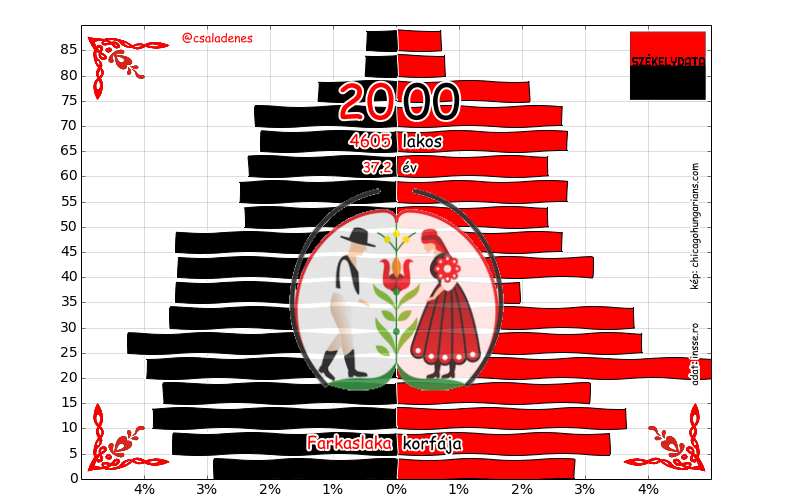 @csaladenes
SZÉKELYDATA
2000
4605 lakos
37,2 év
kép: chicagohungarians.com
adat: insse.ro
Farkaslaka korfája
85
80
75
70
65
60
55
50
45
40
35
30
25
20
15
10
5
0
4% 3% 2% 1% 0% 1% 2% 3% 4%